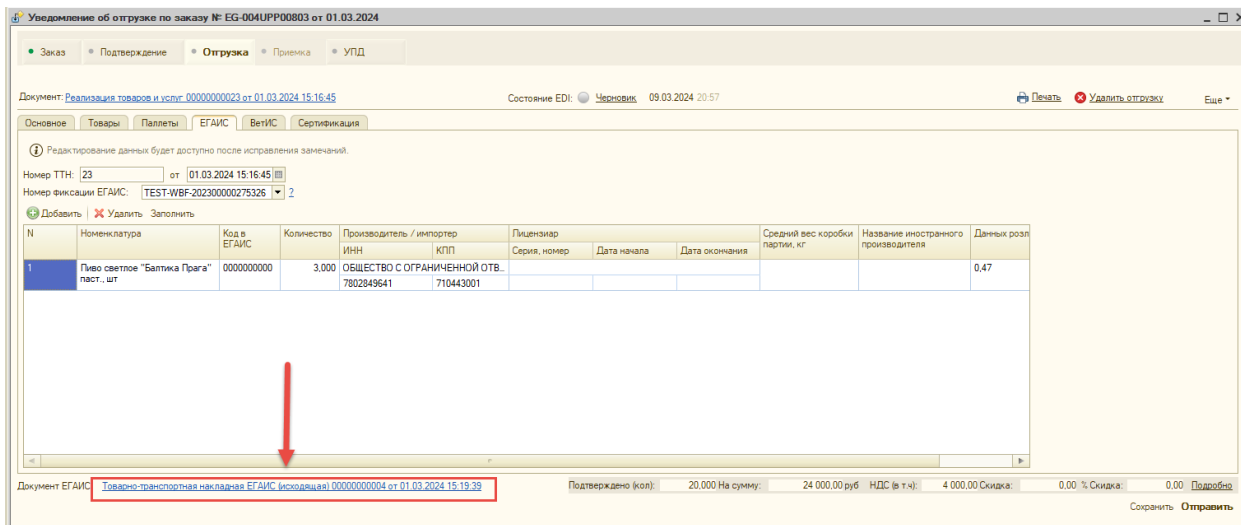 Уведомление об отгрузке по заказу № EG-004UPP00803 от 01.03.2024
Заказ Подтверждение Отгрузка Приемка УПД
Документ: Реализация товаров и услуг 00000000023 от 01.03.2024 15:16:45 Состояние EDI: Черновик 09.03.2024 20:57 Печать Удалить отгрузку Еще
Основное Товары Паллеты ЕГАИС ВетИС Сертификация
Редактирование данных будет доступно после исправления замечаний.
Номер ТТН: 23 от 01.03.2024 15:16:45
Номер фиксации ЕГАИС: TEST-WBF-202300000275326 ?
Добавить Удалить Заполнить
N Номенклатура Код в ЕГАИС Количество Производитель / импортер Лицензиар Средний вес коробки партии, кг Название иностранного производителя Данных розл
ИНН КПП Серия, номер Дата начала Дата окончания
1 Пиво светлое "Балтика Прага" паст., шт 0000000000 3,000 ОБЩЕСТВО С ОГРАНИЧЕННОЙ ОТВ... 0,47
7802849641 710443001
Документ ЕГАИС: Товарно-транспортная накладная ЕГАИС (исходящая) 00000000004 от 01.03.2024 15:19:39 Подтверждено (кол): 20,000 На сумму: 24 000,00 руб НДС (в т.ч): 4 000,00 Скидка: 0,00 % Скидка: 0,00 Подробно
Сохранить Отправить